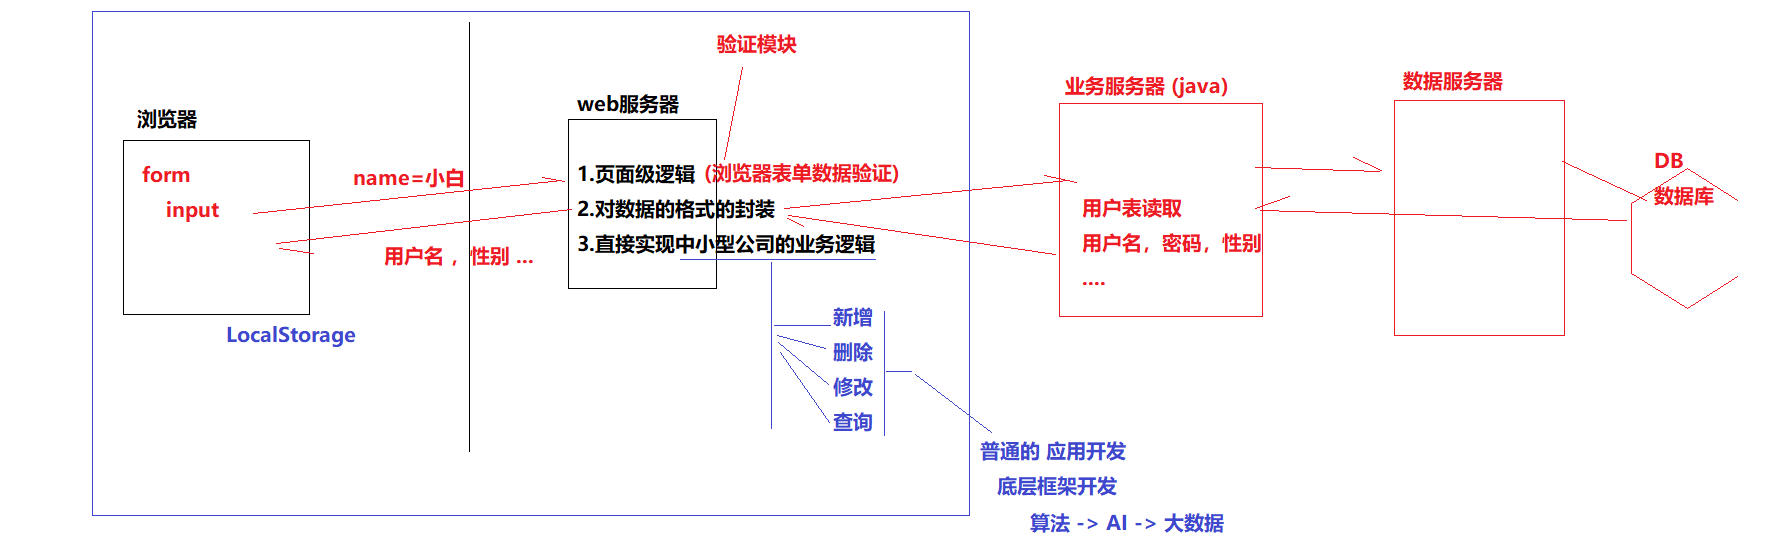 验证模块
业务服务器 (java)
数据服务器
浏览器
web服务器
form
input
name=小白
1.页面级逻辑 (浏览器表单数据验证)
2.对数据的格式的封装
3.直接实现中小型公司的业务逻辑
用户名 ，性别 ...
用户表读取
用户名，密码，性别
....
DB
数据库
LocalStorage
新增
删除
修改
查询
普通的 应用开发
底层框架开发
算法 -> AI -> 大数据